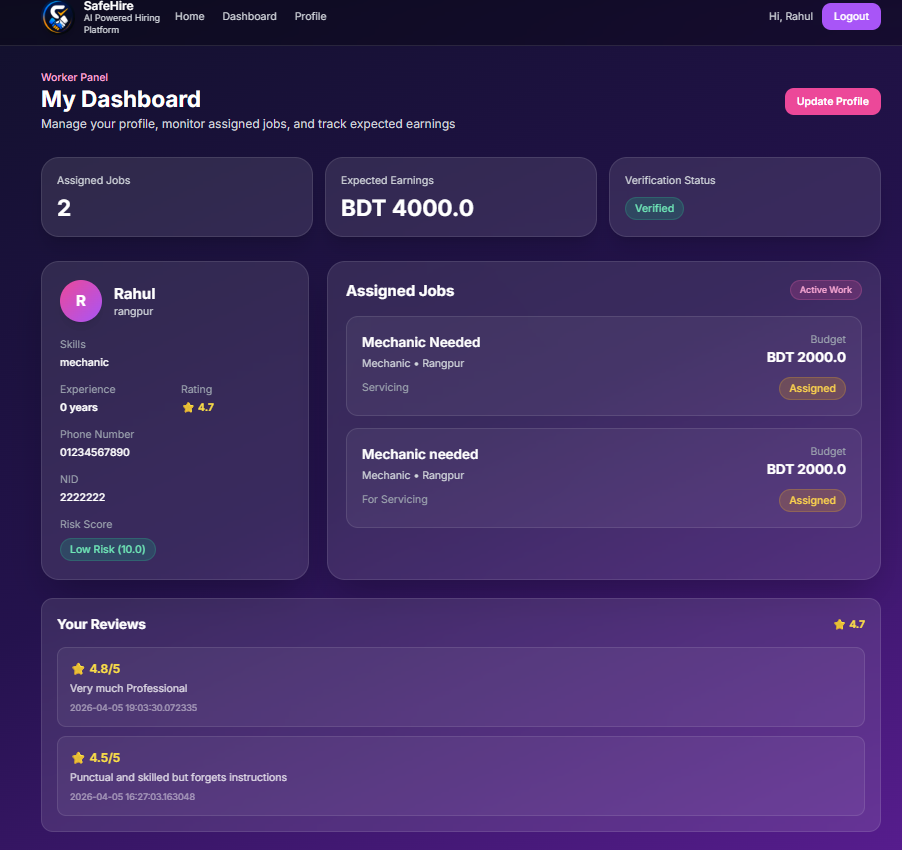 SafeHire
AI Powered Hiring
Platform
Home Dashboard Profile
Hi, Rahul Logout
Worker Panel
My Dashboard
Manage your profile, monitor assigned jobs, and track expected earnings
Update Profile
Assigned Jobs
2
Expected Earnings
BDT 4000.0
Verification Status
Verified
R
Rahul
rangpur
Skills
mechanic
Experience Rating
0 years 4.7
Phone Number
01234567890
NID
2222222
Risk Score
Low Risk (10.0)
Assigned Jobs
Active Work
Mechanic Needed
Mechanic • Rangpur
Servicing
Budget
BDT 2000.0
Assigned
Mechanic needed
Mechanic • Rangpur
For Servicing
Budget
BDT 2000.0
Assigned
Your Reviews
4.7
4.8/5
Very much Professional
2026-04-05 19:03:30.072335
4.5/5
Punctual and skilled but forgets instructions
2026-04-05 16:27:03.163048